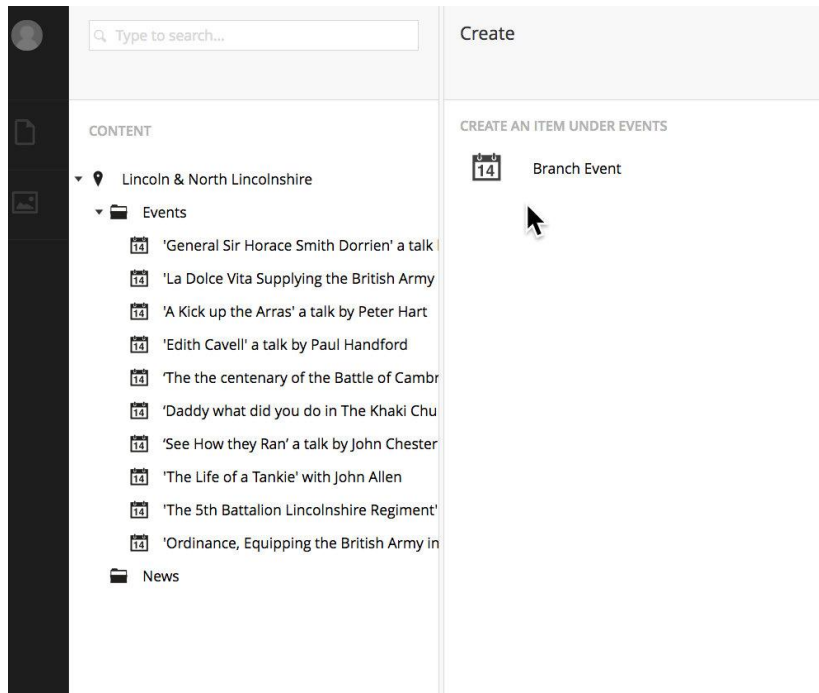 Type to search...
Create
CONTENT
CREATE AN ITEM UNDER EVENTS
14 Branch Event
Lincoln & North Lincolnshire
Events
14 'General Sir Horace Smith Dorrien' a talk
14 'La Dolce Vita Supplying the British Army
14 'A Kick up the Arras' a talk by Peter Hart
14 'Edith Cavell' a talk by Paul Handford
14 ‘The the centenary of the Battle of Cambr
14 ‘Daddy what did you do in The Khaki Chu
14 ‘See How they Ran’ a talk by John Chester
14 'The Life of a Tankie' with John Allen
14 'The 5th Battalion Lincolnshire Regiment'
14 'Ordinance, Equipping the British Army in
News